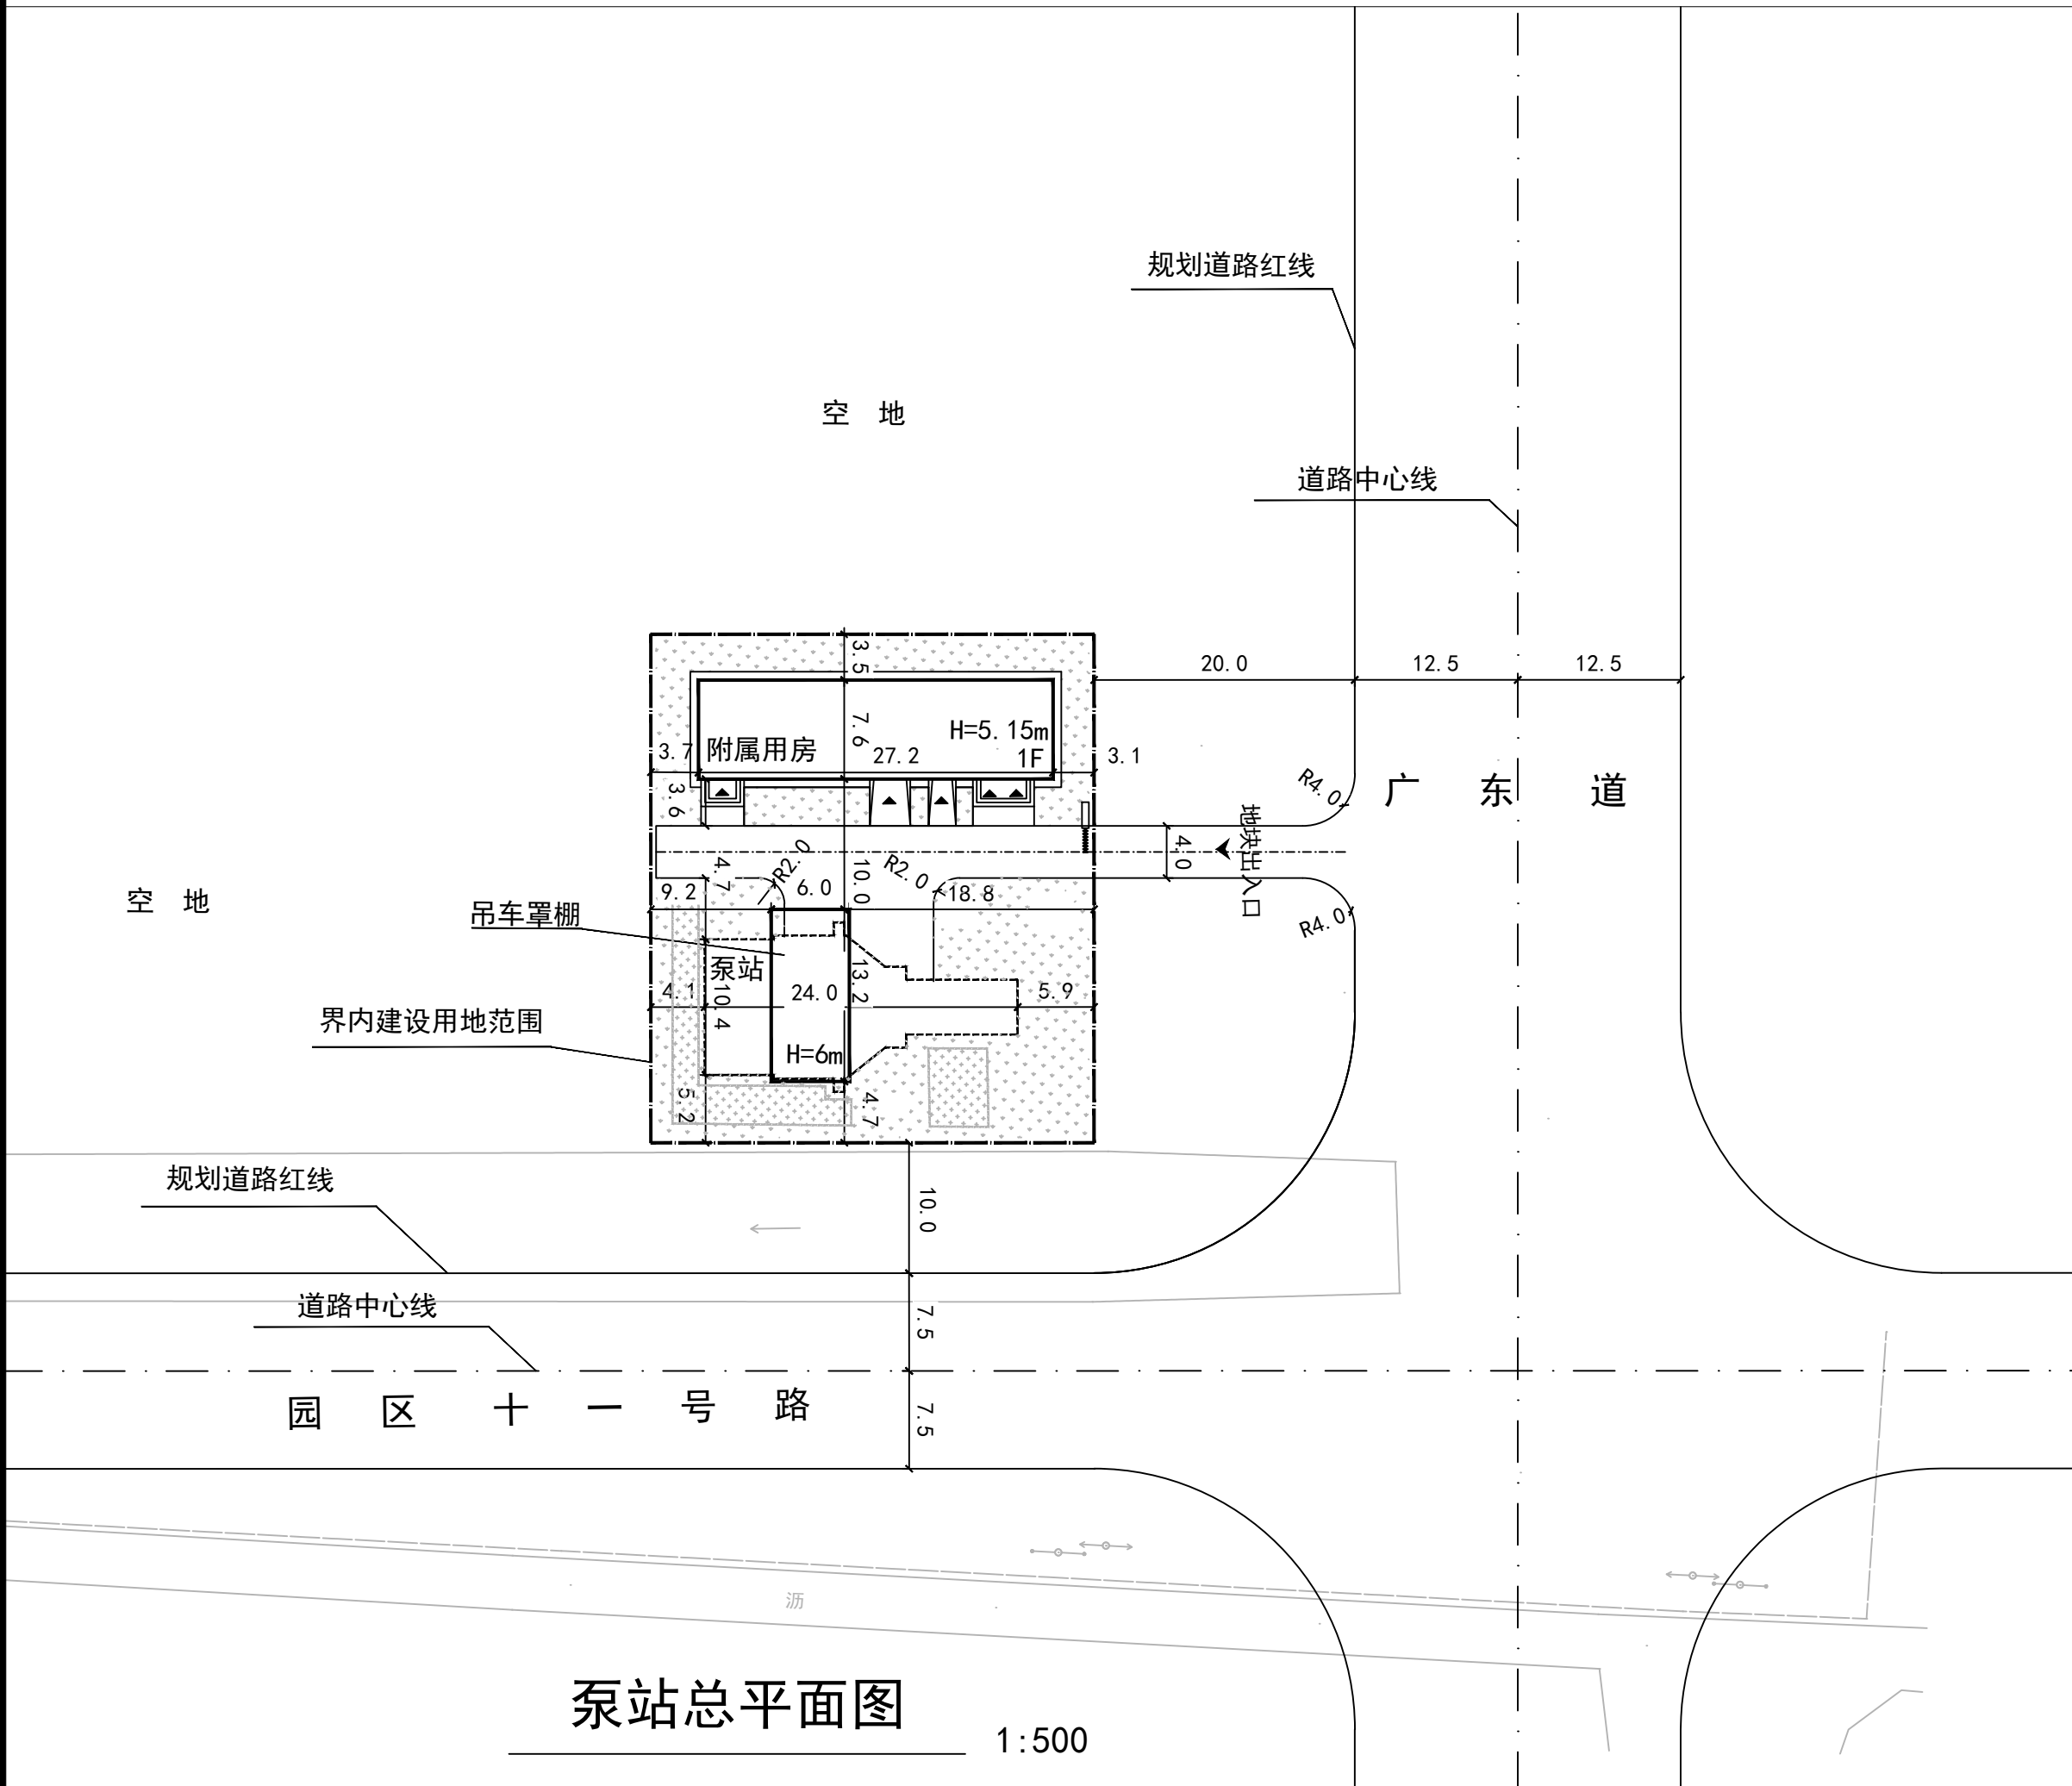 规划道路红线
空 地
道路中心线
20.0 12.5 12.5
3.5
7.6
H=5.15m
附属用房
1F
3.7 27.2 3.1
3.6
R4.0
广 东 道
地块出入口
4.0
R2.0
R2.0
4.7
10.0
9.2 6.0 18.8
空 地
吊车罩棚
R4.0
泵站
13.2
4.1 24.0 5.9
10.4
界内建设用地范围
H=6m
5.2
4.7
规划道路红线
10.0
道路中心线
7.5
园 区 十 一 号 路
7.5
沥
泵站总平面图
1:500